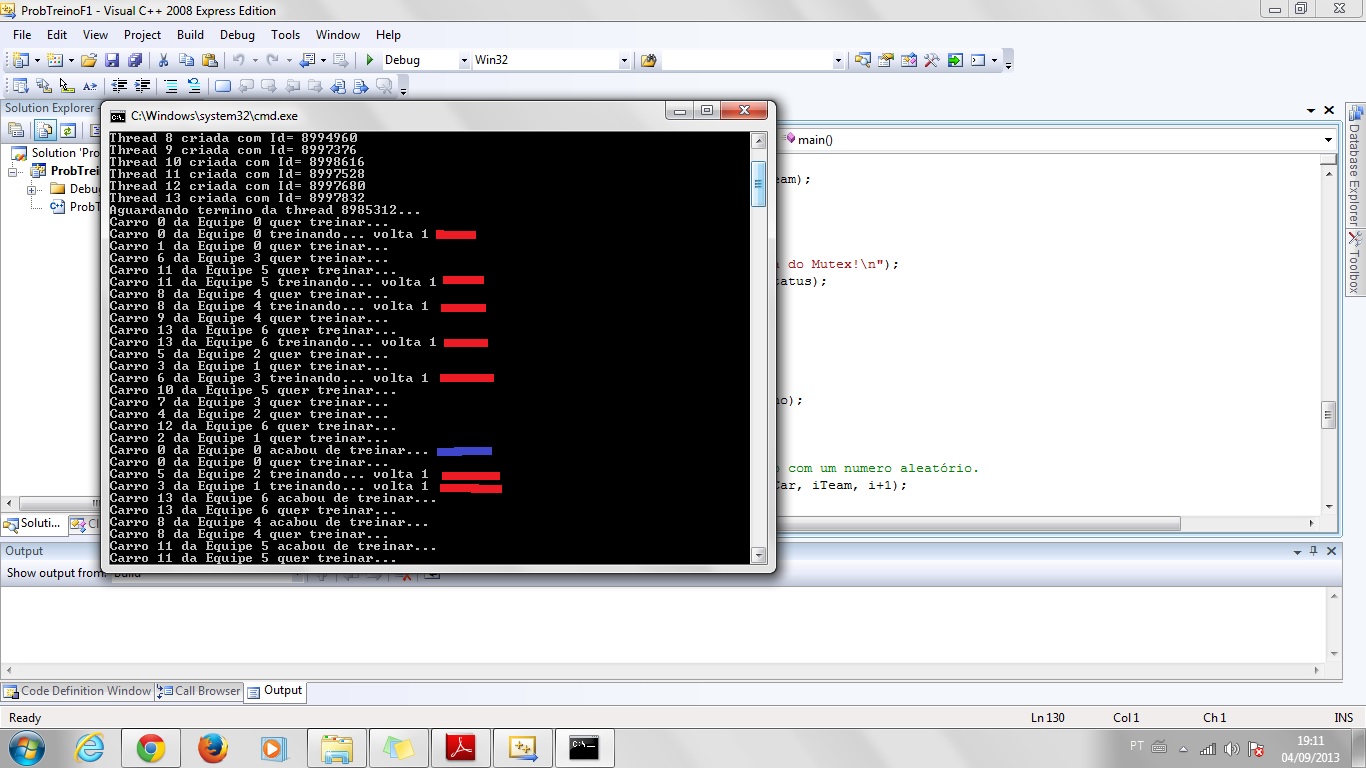 ProbTreinoF1 - Visual C++ 2008 Express Edition
File Edit View Project Build Debug Tools Window Help
Debug Win32
Solution Explorer
Solution 'Pro
ProbTrei
Debu
ProbT
Soluti...
C:\Windows\system32\cmd.exe
Thread 8 criada com Id= 8994960
Thread 9 criada com Id= 8997376
Thread 10 criada com Id= 8998616
Thread 11 criada com Id= 8997528
Thread 12 criada com Id= 8997680
Thread 13 criada com Id= 8997832
Aguardando termino da thread 8985312...
Carro 0 da Equipe 0 quer treinar...
Carro 0 da Equipe 0 treinando... volta 1
Carro 1 da Equipe 0 quer treinar...
Carro 6 da Equipe 3 quer treinar...
Carro 11 da Equipe 5 quer treinar...
Carro 11 da Equipe 5 treinando... volta 1
Carro 8 da Equipe 4 quer treinar...
Carro 8 da Equipe 4 treinando... volta 1
Carro 9 da Equipe 4 quer treinar...
Carro 13 da Equipe 6 quer treinar...
Carro 13 da Equipe 6 treinando... volta 1
Carro 5 da Equipe 2 quer treinar...
Carro 3 da Equipe 1 quer treinar...
Carro 6 da Equipe 3 treinando... volta 1
Carro 10 da Equipe 5 quer treinar...
Carro 7 da Equipe 3 quer treinar...
Carro 4 da Equipe 2 quer treinar...
Carro 12 da Equipe 6 quer treinar...
Carro 2 da Equipe 1 quer treinar...
Carro 0 da Equipe 0 acabou de treinar...
Carro 0 da Equipe 0 quer treinar...
Carro 5 da Equipe 2 treinando... volta 1
Carro 3 da Equipe 1 treinando... volta 1
Carro 13 da Equipe 6 acabou de treinar...
Carro 13 da Equipe 6 quer treinar...
Carro 8 da Equipe 4 acabou de treinar...
Carro 8 da Equipe 4 quer treinar...
Carro 11 da Equipe 5 acabou de treinar...
Carro 11 da Equipe 5 quer treinar...
main()
eam);
a do Mutex!\n");
tatus);
no);
o com um numero aleatório.
Car, iTeam, i+1);
Database Explorer
Toolbox
Output
Show output from:
Code Definition Window Call Browser Output
Ready Ln 130 Col 1 Ch 1 INS
PT
19:11
04/09/2013